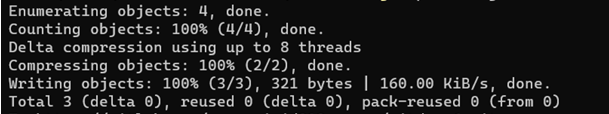 Enumerating objects: 4, done.
Counting objects: 100% (4/4), done.
Delta compression using up to 8 threads
Compressing objects: 100% (2/2), done.
Writing objects: 100% (3/3), 321 bytes | 160.00 KiB/s, done.
Total 3 (delta 0), reused 0 (delta 0), pack-reused 0 (from 0)